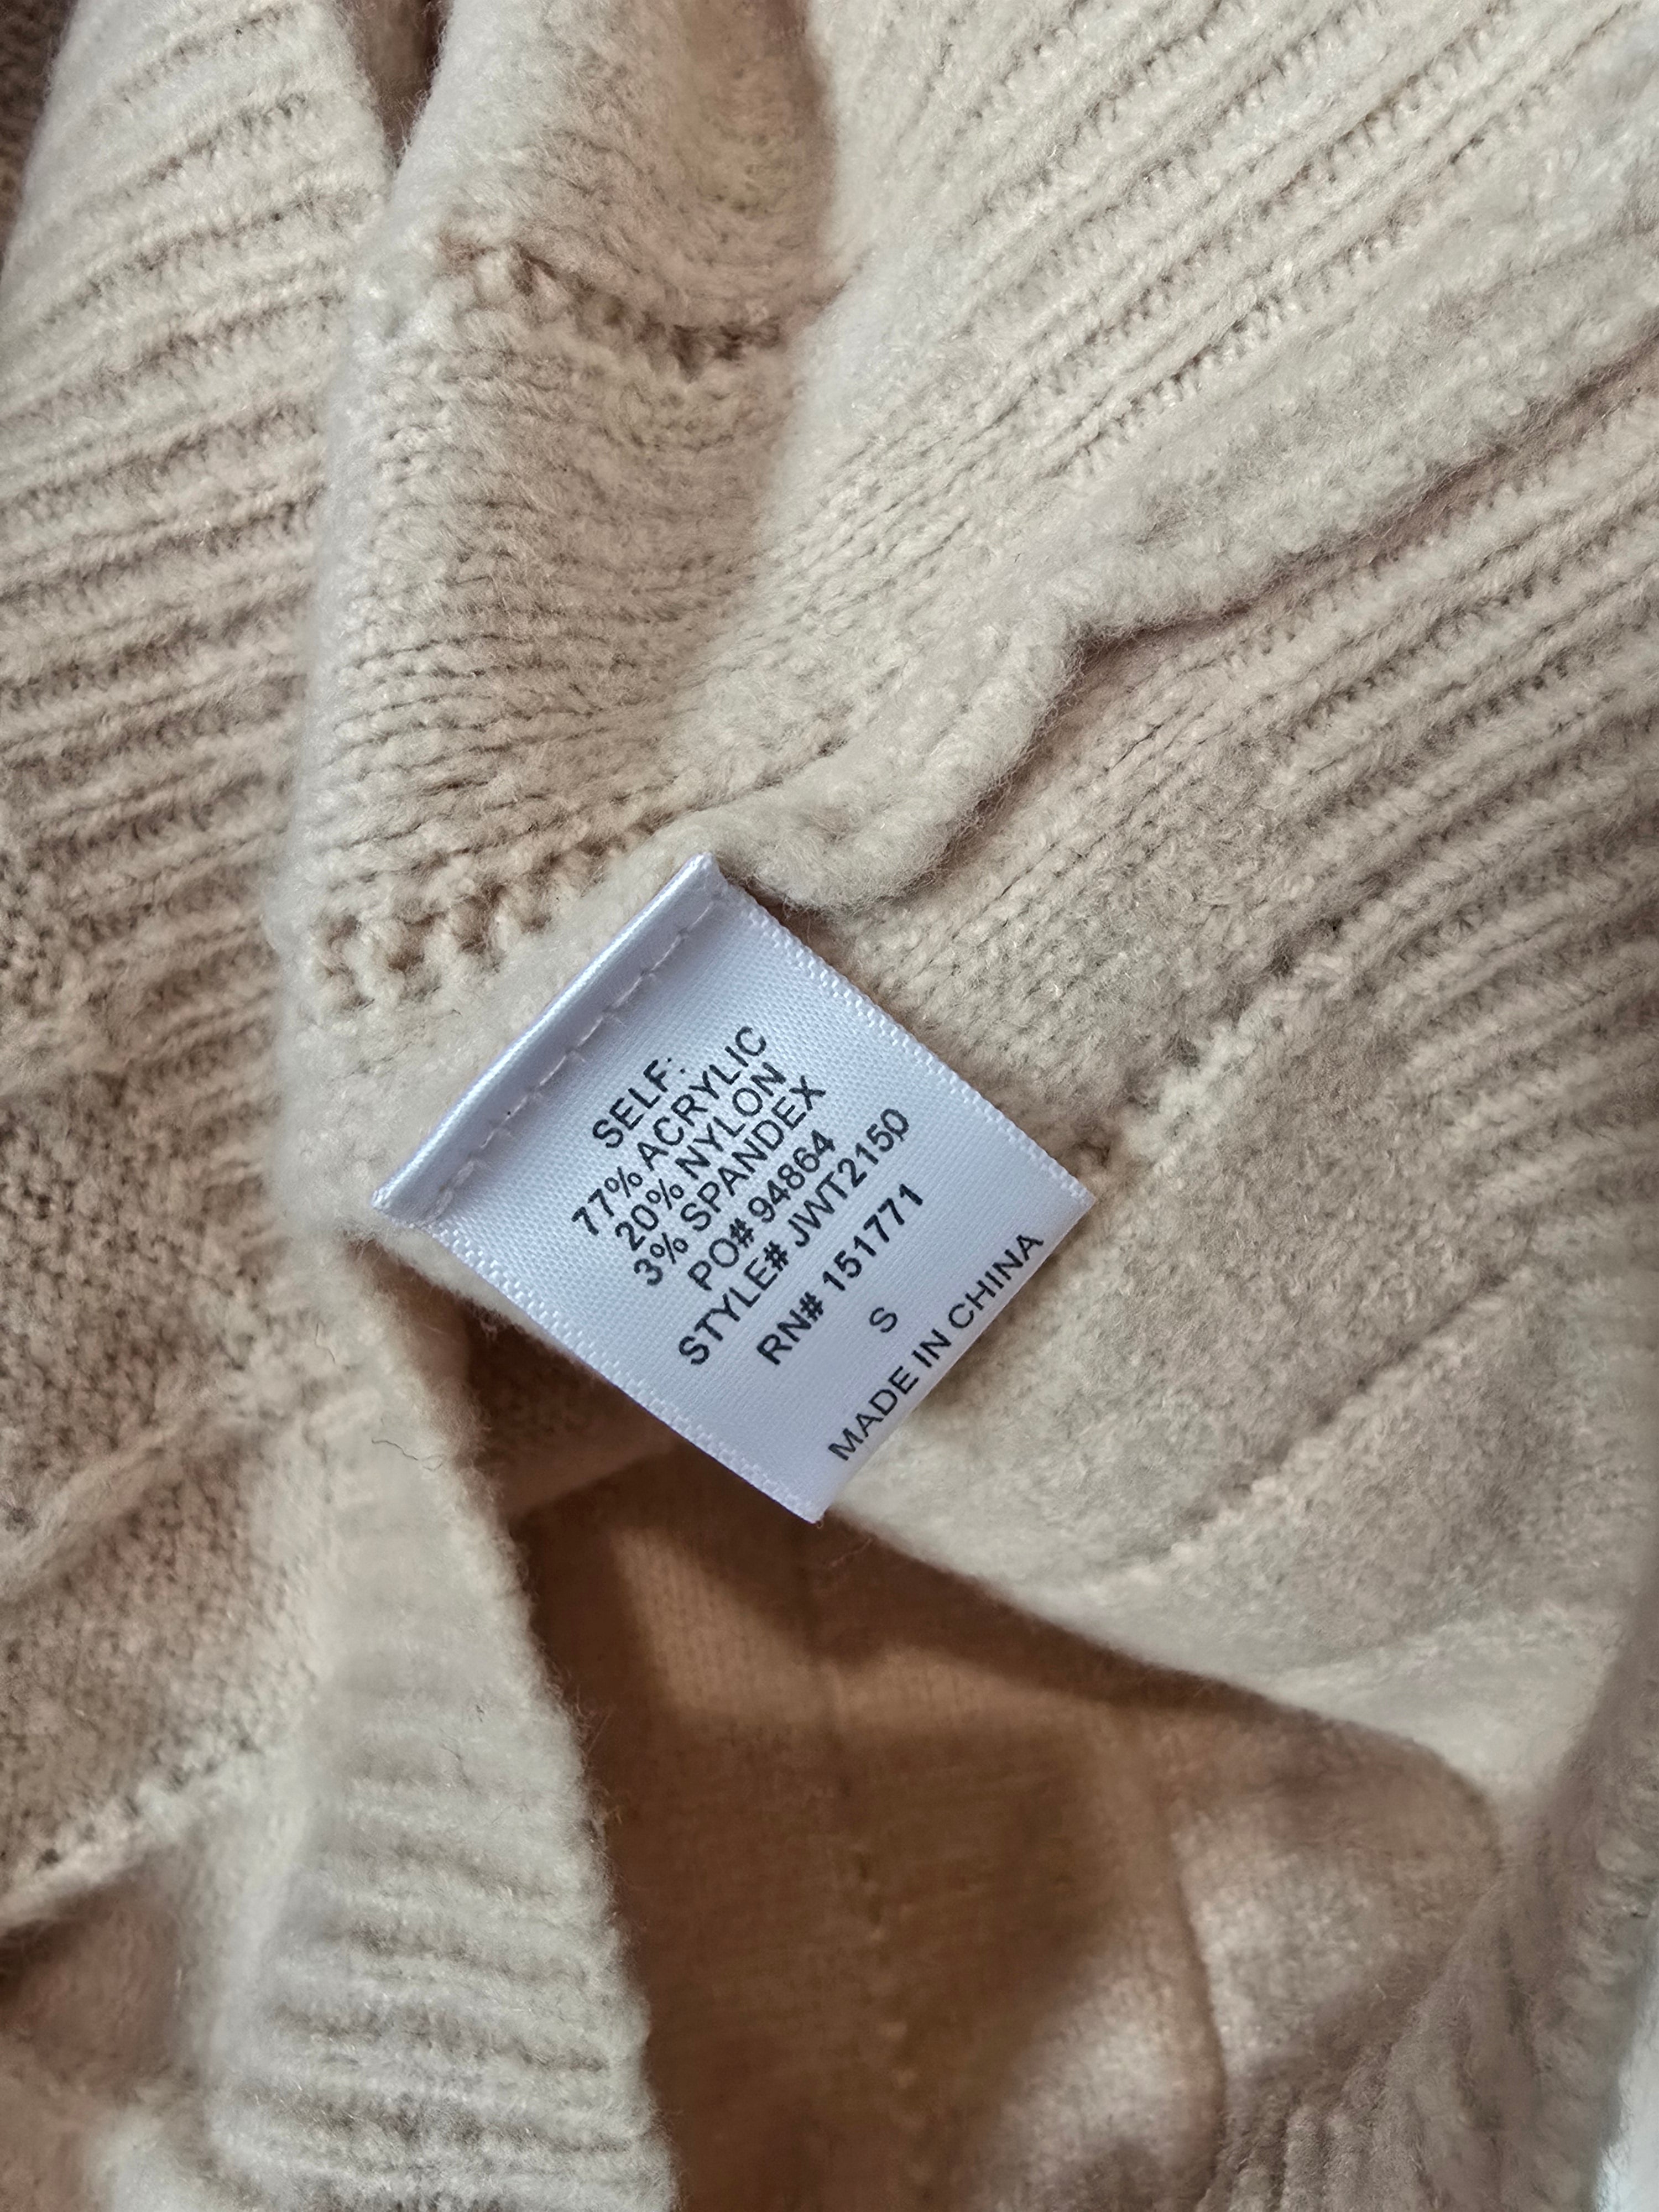 SELF:
77% ACRYLIC
20% NYLON
3% SPANDEX
PO# 94864
STYLE# JWT2150
RN# 151771
S
MADE IN CHINA